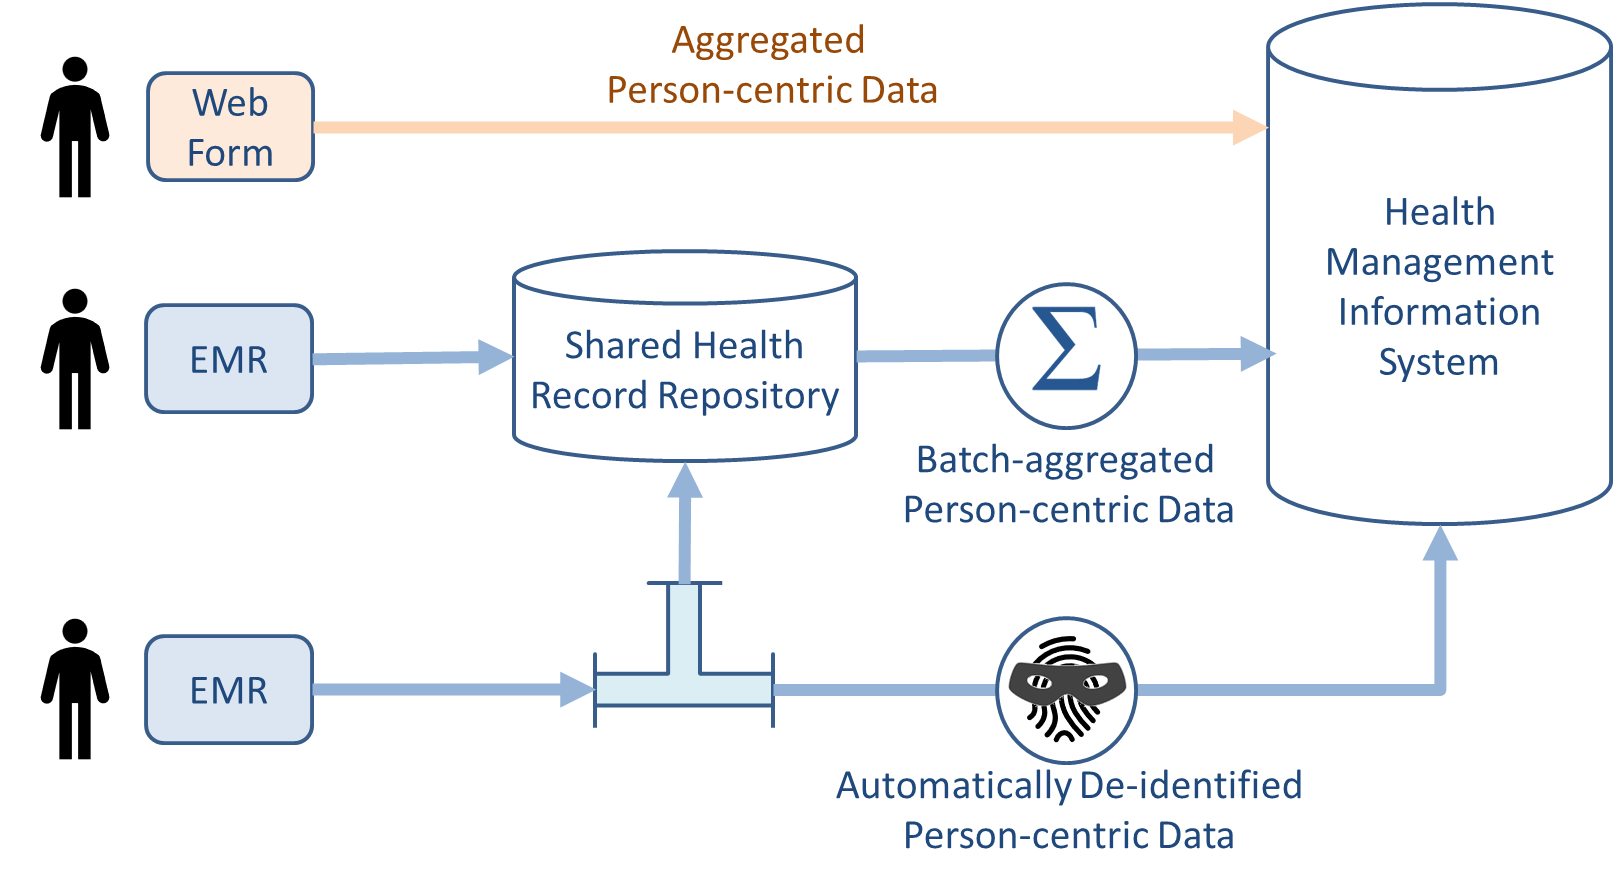 Aggregated
Person-centric Data
Web
Form
Health
Management
Information
System
EMR
Shared Health
Record Repository
Σ
Batch-aggregated
Person-centric Data
EMR
Automatically De-identified
Person-centric Data